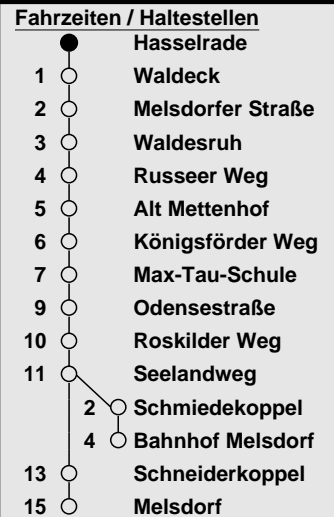 Fahrzeiten / Haltestellen
Hasselrade
1 Waldeck
2 Melsdorfer Straße
3 Waldesruh
4 Russeer Weg
5 Alt Mettenhof
6 Königsförder Weg
7 Max-Tau-Schule
9 Odensestraße
10 Roskilder Weg
11 Seelandweg
2 Schmiedekoppel
4 Bahnhof Melsdorf
13 Schneiderkoppel
15 Melsdorf